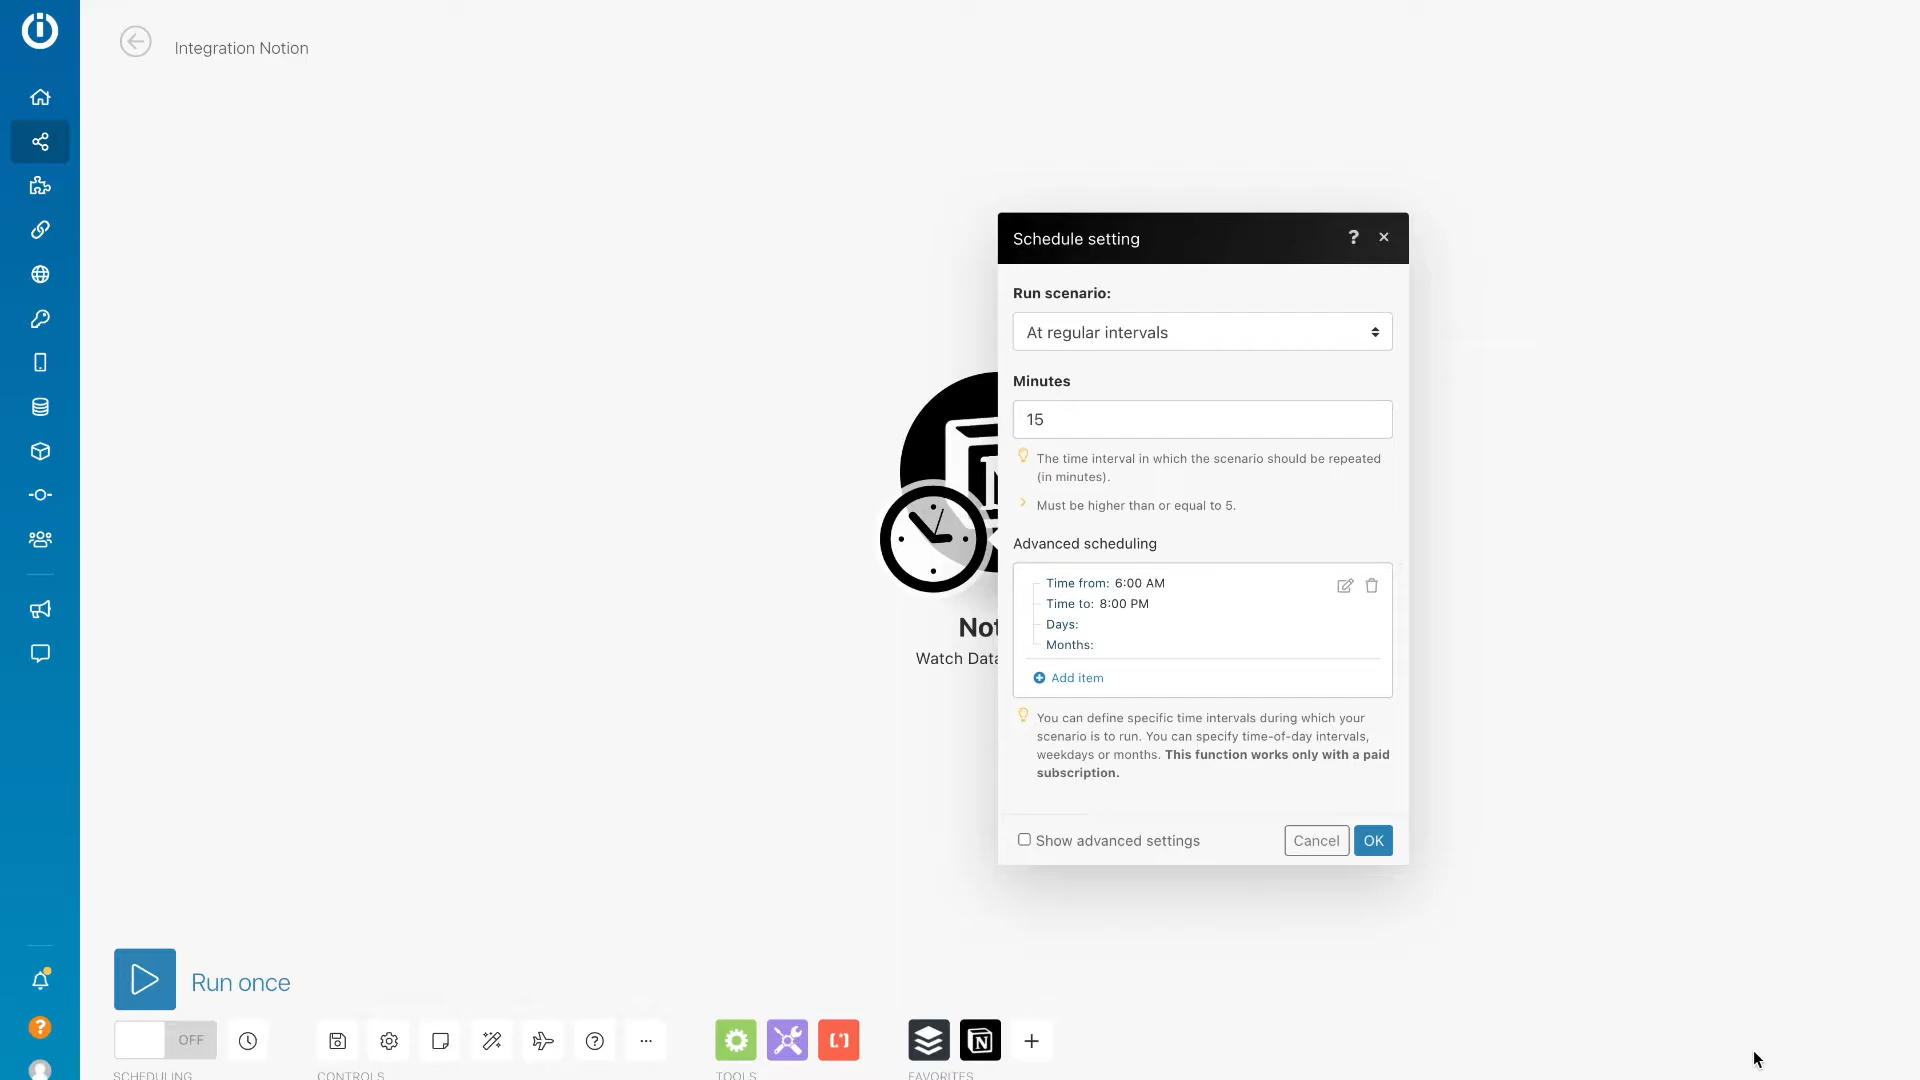 Integration Notion
Schedule setting
?
Run scenario:
At regular intervals
Minutes
15
The time interval in which the scenario should be repeated
(in minutes).
Must be higher than or equal to 5.
Advanced scheduling
Time from: 6:00 AM
Time to: 8:00 PM
Days:
Months:
Add item
You can define specific time intervals during which your
scenario is to run. You can specify time-of-day intervals,
weekdays or months. This function works only with a paid
subscription.
Show advanced settings
Cancel
OK
Not
Watch Data
Run once
OFF
SCHEDULING
CONTROLS
TOOLS
FAVORITES